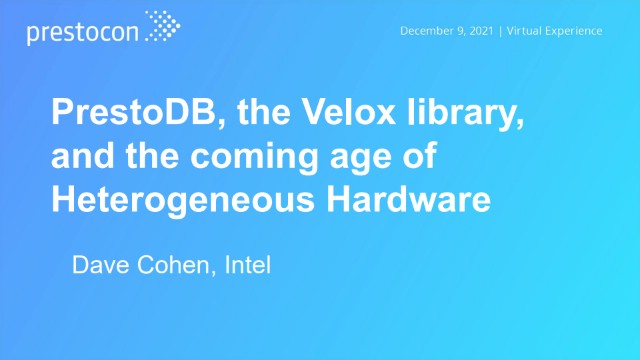 prestocon
December 9, 2021 | Virtual Experience
PrestoDB, the Velox library,
and the coming age of
Heterogeneous Hardware
Dave Cohen, Intel